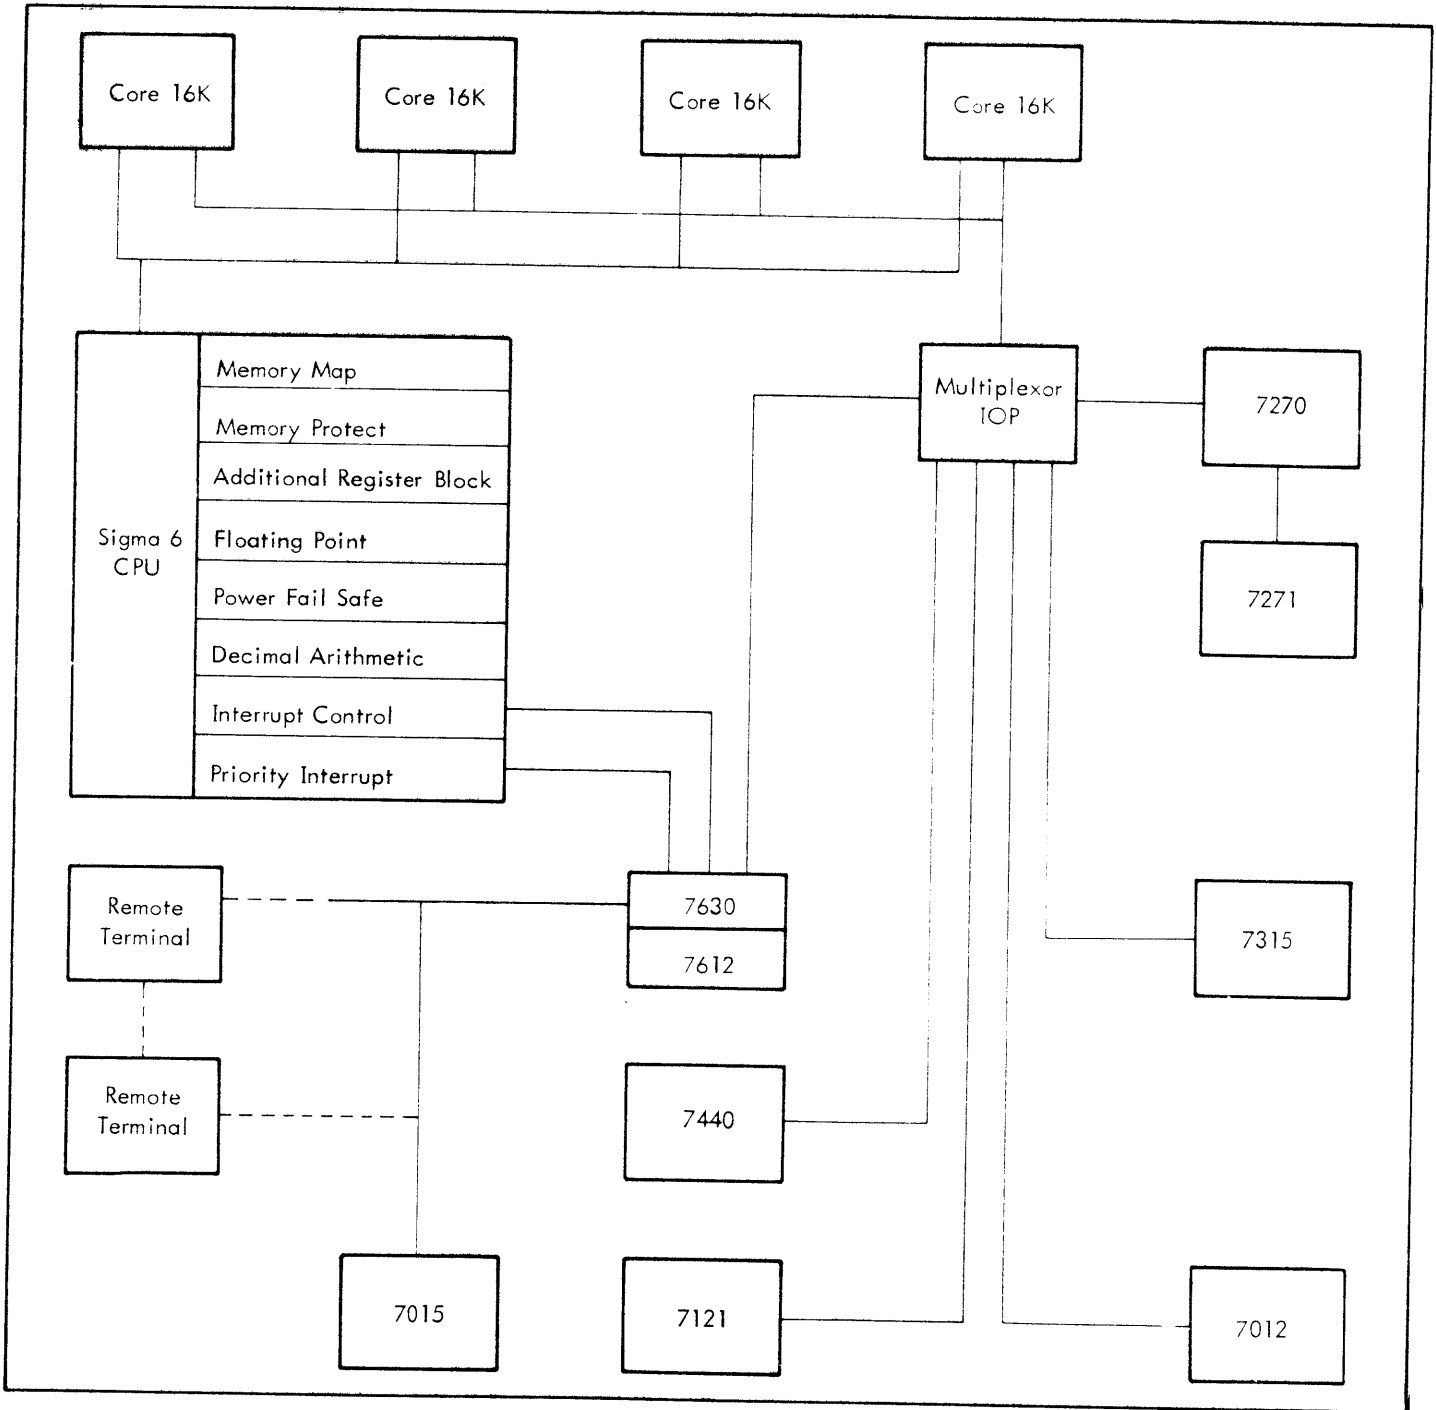 Core 16K
Core 16K
Core 16K
Core 16K
Memory Map
Memory Protect
Additional Register Block
Floating Point
Power Fail Safe
Decimal Arithmetic
Interrupt Control
Priority Interrupt
Sigma 6
CPU
Multiplexor
IOP
7270
7271
Remote
Terminal
7630
7612
7315
Remote
Terminal
7440
7015
7121
7012